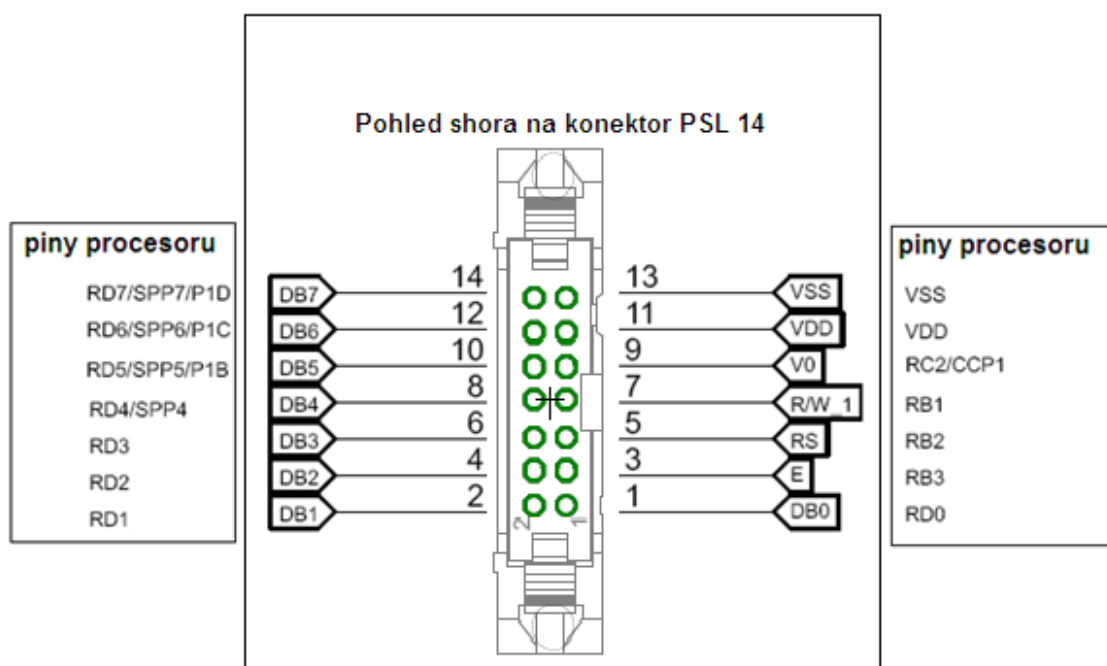 Pohled shora na konektor PSL 14
piny procesoru
RD7/SPP7/P1D
RD6/SPP6/P1C
RD5/SPP5/P1B
RD4/SPP4
RD3
RD2
RD1
DB7 14
DB6 12
DB5 10
DB4 8
DB3 6
DB2 4
DB1 2
2 1
13 VSS
11 VDD
9 V0
7 R/W_1
5 RS
3 E
1 DB0
piny procesoru
VSS
VDD
RC2/CCP1
RB1
RB2
RB3
RD0